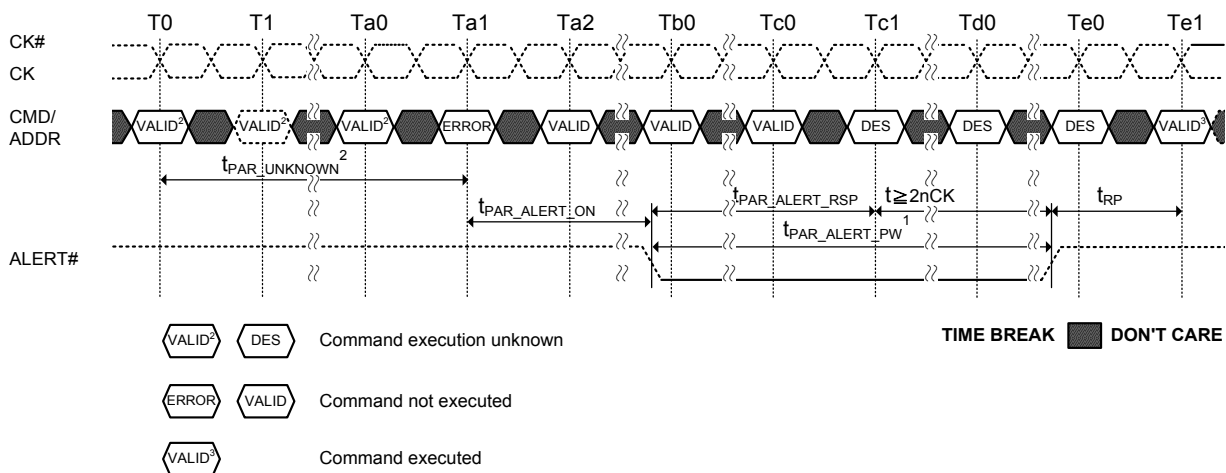 T0 T1 Ta0 Ta1 Ta2 Tb0 Tc0 Tc1 Td0 Te0 Te1
CK#
CK
CMD/
ADDR
VALID² VALID² VALID² ERROR VALID VALID VALID DES DES DES VALID³
tPAR_UNKNOWN²
tPAR_ALERT_RSP t≧2nCK tRP
tPAR_ALERT_ON
tPAR_ALERT_PW¹
ALERT#
VALID² DES Command execution unknown
TIME BREAK DON'T CARE
ERROR VALID Command not executed
VALID³ Command executed